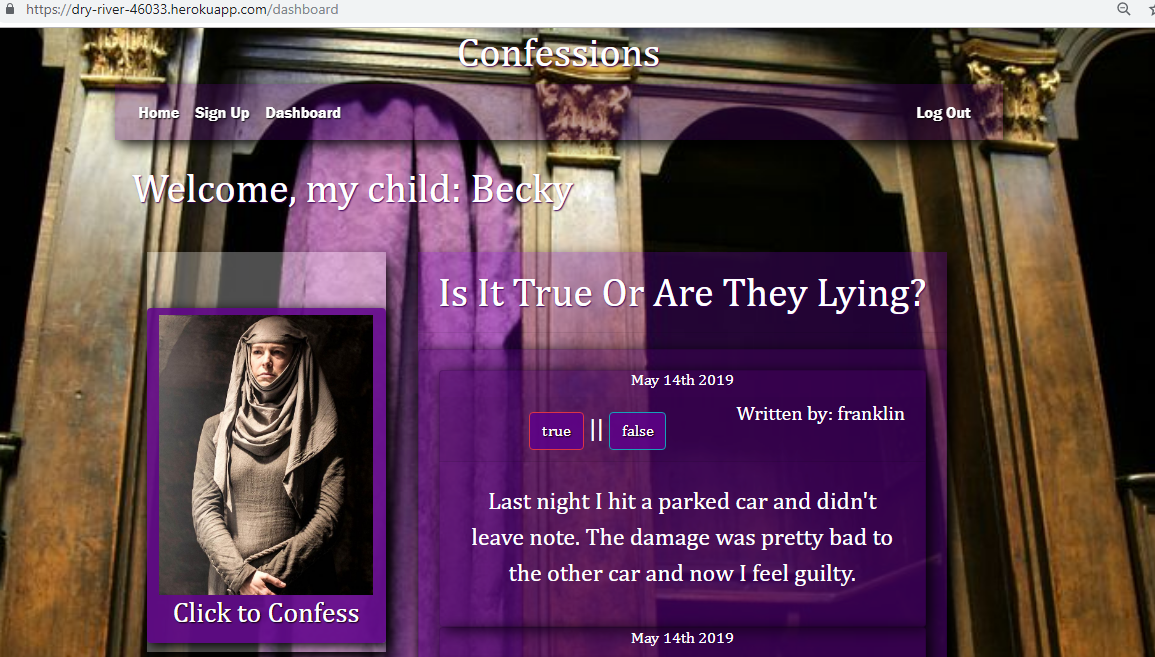 https://dry-river-46033.herokuapp.com/dashboard
Confessions
Home Sign Up Dashboard Log Out
Welcome, my child: Becky
Is It True Or Are They Lying?
May 14th 2019
Written by: franklin
true || false
Last night I hit a parked car and didn't
leave note. The damage was pretty bad to
the other car and now I feel guilty.
Click to Confess
May 14th 2019